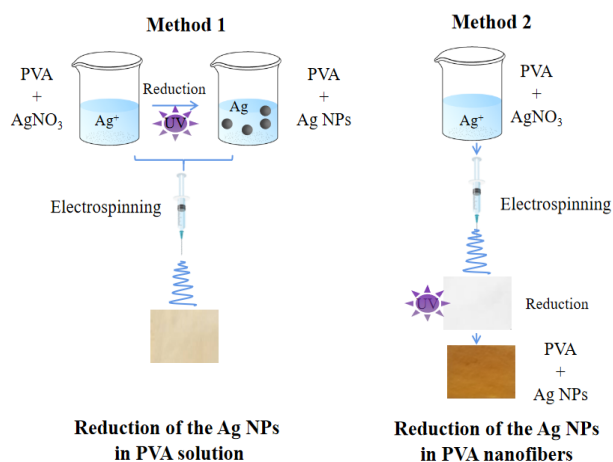 Method 1
PVA
+
AgNO₃
Ag⁺
Reduction
UV
Ag
PVA
+
Ag NPs
Electrospinning
Reduction of the Ag NPs
in PVA solution
Method 2
PVA
+
AgNO₃
Ag⁺
Electrospinning
UV
Reduction
PVA
+
Ag NPs
Reduction of the Ag NPs
in PVA nanofibers